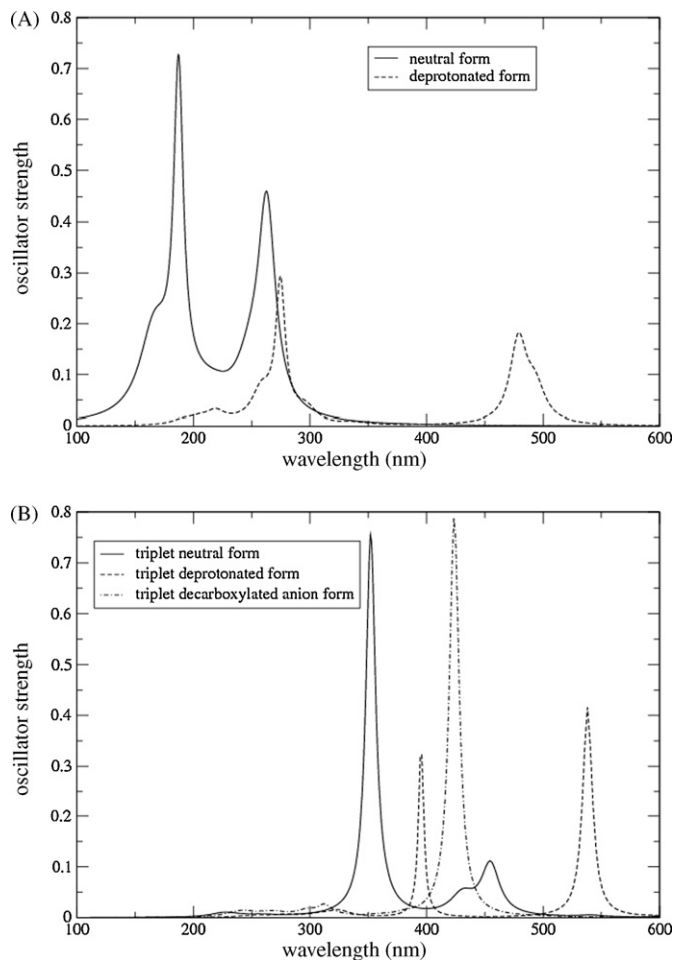 (A)
0.8
0.7
0.6
0.5
0.4
0.3
0.2
0.1
0
oscillator strength
neutral form
deprotonated form
100 200 300 400 500 600
wavelength (nm)
(B)
0.8
0.7
0.6
0.5
0.4
0.3
0.2
0.1
0
oscillator strength
triplet neutral form
triplet deprotonated form
triplet decarboxylated anion form
100 200 300 400 500 600
wavelength (nm)